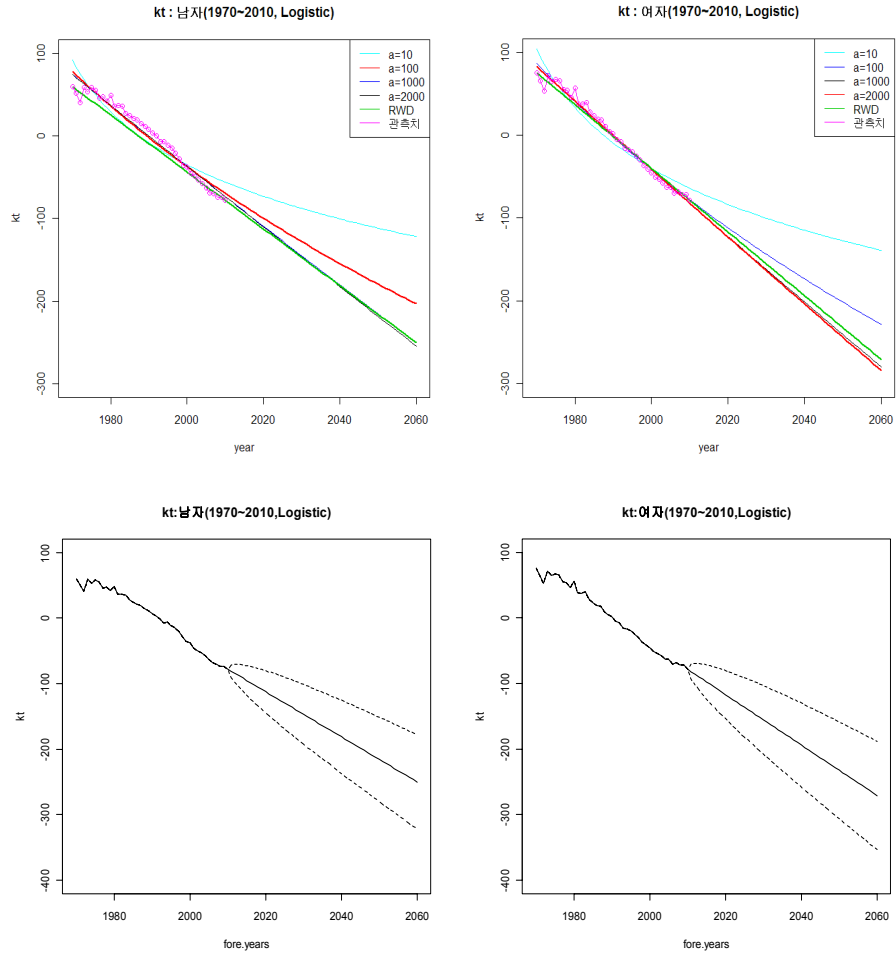 kt : 남자(1970~2010, Logistic)
100
0
-100
-200
-300
kt
1980
2000
2020
2040
2060
year
a=10
a=100
a=1000
a=2000
RWD
관측치
kt : 여자(1970~2010, Logistic)
100
0
-100
-200
-300
kt
1980
2000
2020
2040
2060
year
a=10
a=100
a=1000
a=2000
RWD
관측치
kt:남자(1970~2010,Logistic)
100
0
-100
-200
-300
-400
kt
1980
2000
2020
2040
2060
fore.years
kt:여자(1970~2010,Logistic)
100
0
-100
-200
-300
-400
kt
1980
2000
2020
2040
2060
fore.years